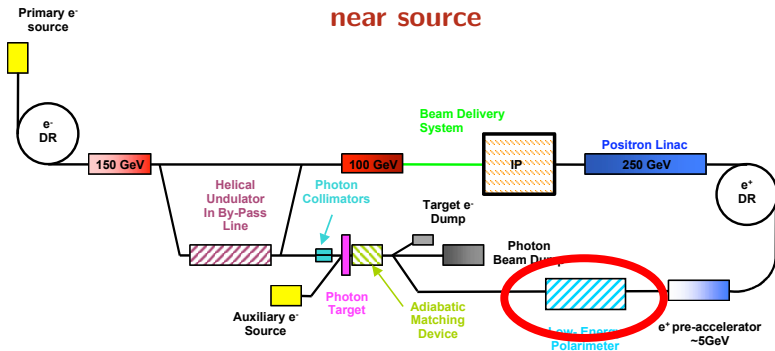 near source
Primary e-
source
e-
DR
150 GeV
100 GeV
Beam Delivery
System
IP
Positron Linac
250 GeV
e+
DR
Helical
Undulator
In By-Pass
Line
Photon
Collimators
Target e-
Dump
Photon
Beam Dump
Auxiliary e-
Source
Photon
Target
Adiabatic
Matching
Device
Low- Energy
Polarimeter
e+ pre-accelerator
~5GeV